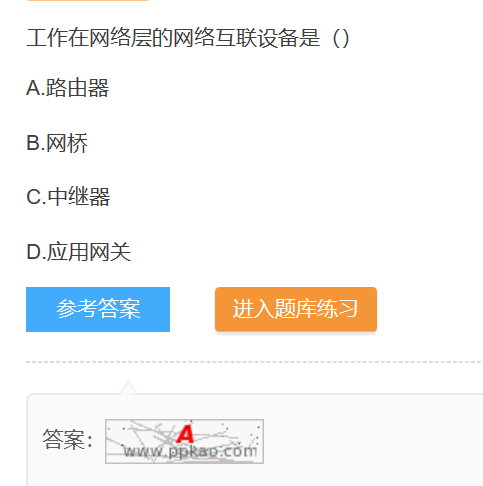 工作在网络层的网络互联设备是（）
A.路由器
B.网桥
C.中继器
D.应用网关
参考答案 进入题库练习
答案： A
www.ppkao.com